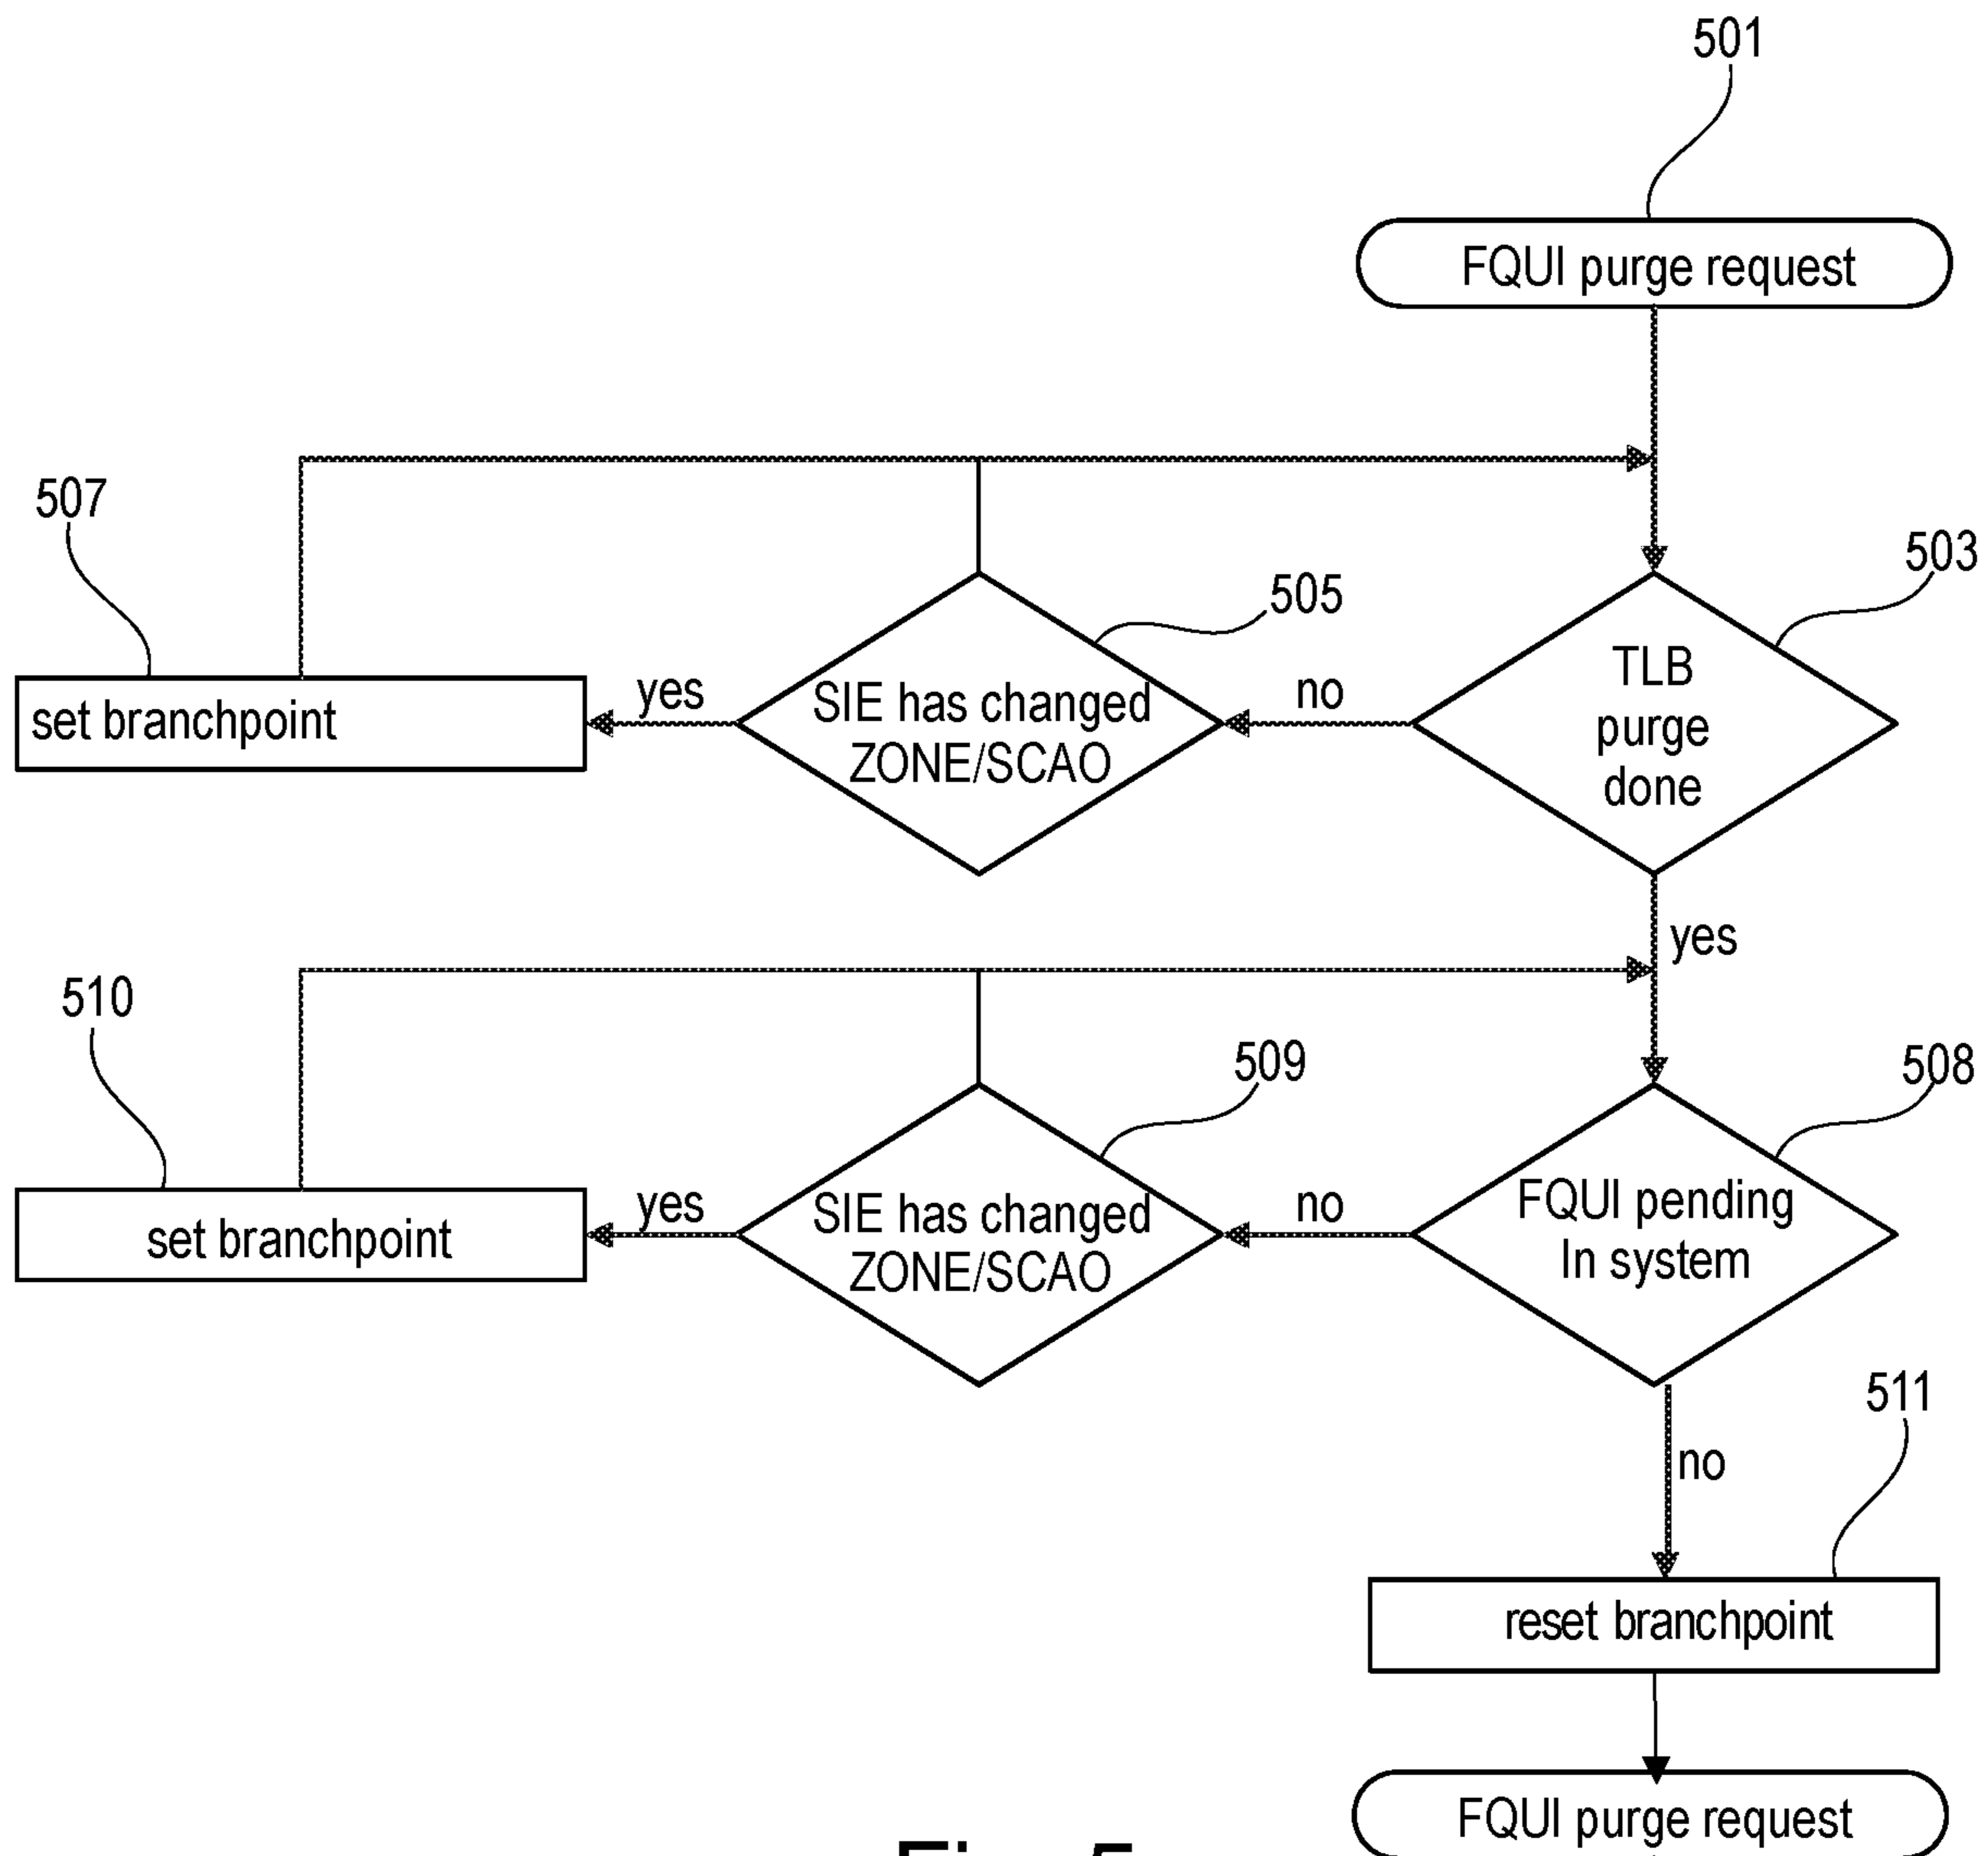 501
FQUI purge request
507
503
505
TLB
purge
done
no
SIE has changed
ZONE/SCAO
yes
set branchpoint
yes
510
509
508
FQUI pending
In system
no
SIE has changed
ZONE/SCAO
yes
set branchpoint
511
no
reset branchpoint
FQUI purge request